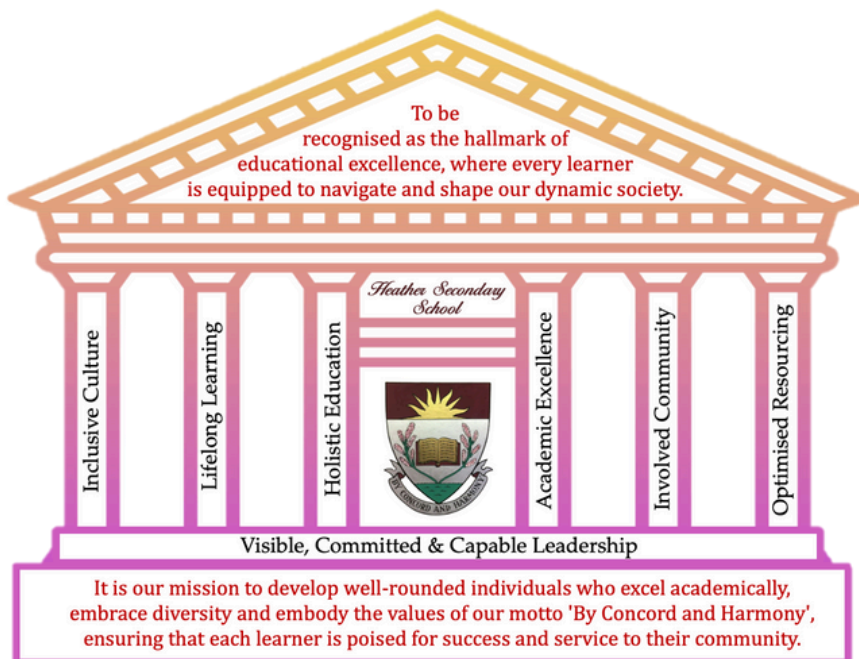 To be
recognised as the hallmark of
educational excellence, where every learner
is equipped to navigate and shape our dynamic society.
Heather Secondary
School
Inclusive Culture
Lifelong Learning
Holistic Education
BY CONCORD AND HARMONY
Academic Excellence
Involved Community
Optimised Resourcing
Visible, Committed & Capable Leadership
It is our mission to develop well-rounded individuals who excel academically,
embrace diversity and embody the values of our motto 'By Concord and Harmony',
ensuring that each learner is poised for success and service to their community.